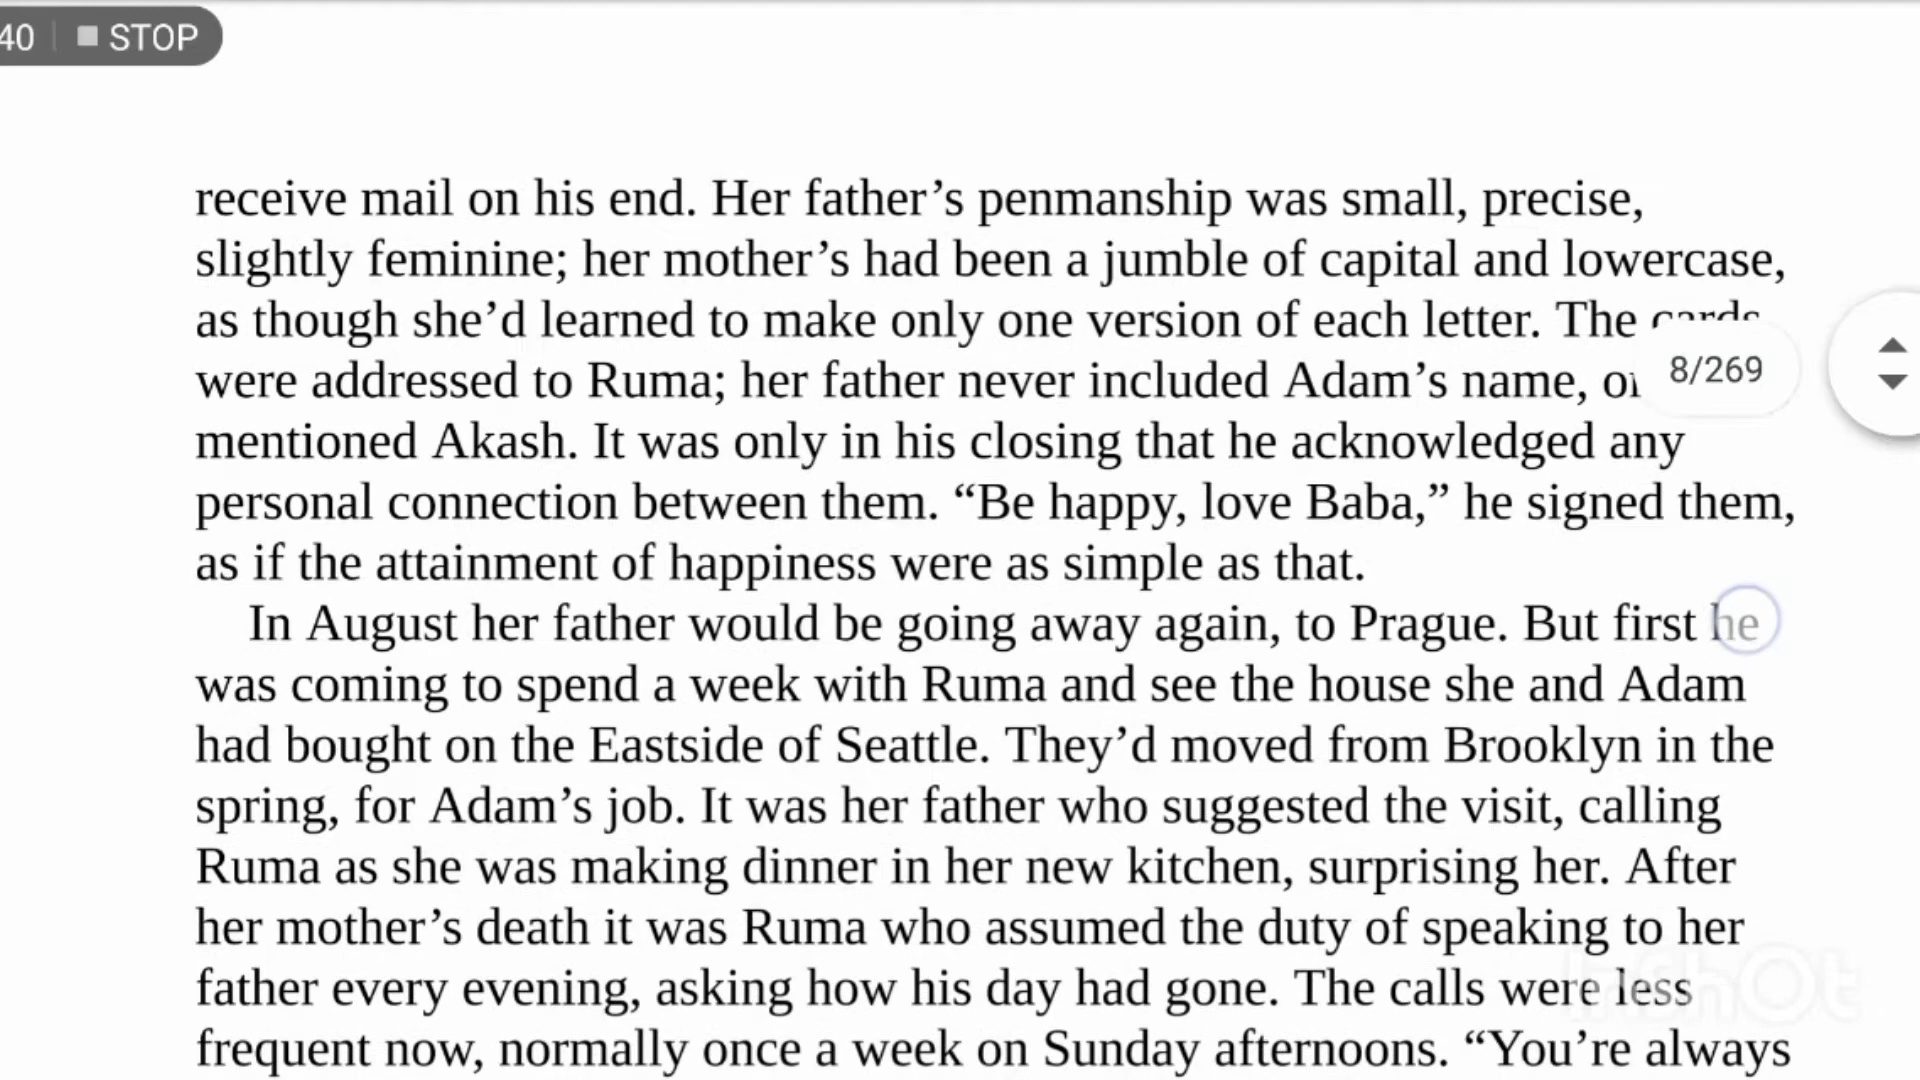 40 STOP
receive mail on his end. Her father’s penmanship was small, precise,
slightly feminine; her mother’s had been a jumble of capital and lowercase,
as though she’d learned to make only one version of each letter. The cards
were addressed to Ruma; her father never included Adam’s name, or
8/269
mentioned Akash. It was only in his closing that he acknowledged any
personal connection between them. “Be happy, love Baba,” he signed them,
as if the attainment of happiness were as simple as that.
In August her father would be going away again, to Prague. But first he
was coming to spend a week with Ruma and see the house she and Adam
had bought on the Eastside of Seattle. They’d moved from Brooklyn in the
spring, for Adam’s job. It was her father who suggested the visit, calling
Ruma as she was making dinner in her new kitchen, surprising her. After
her mother’s death it was Ruma who assumed the duty of speaking to her
father every evening, asking how his day had gone. The calls were less
InShOt
frequent now, normally once a week on Sunday afternoons. “You’re always